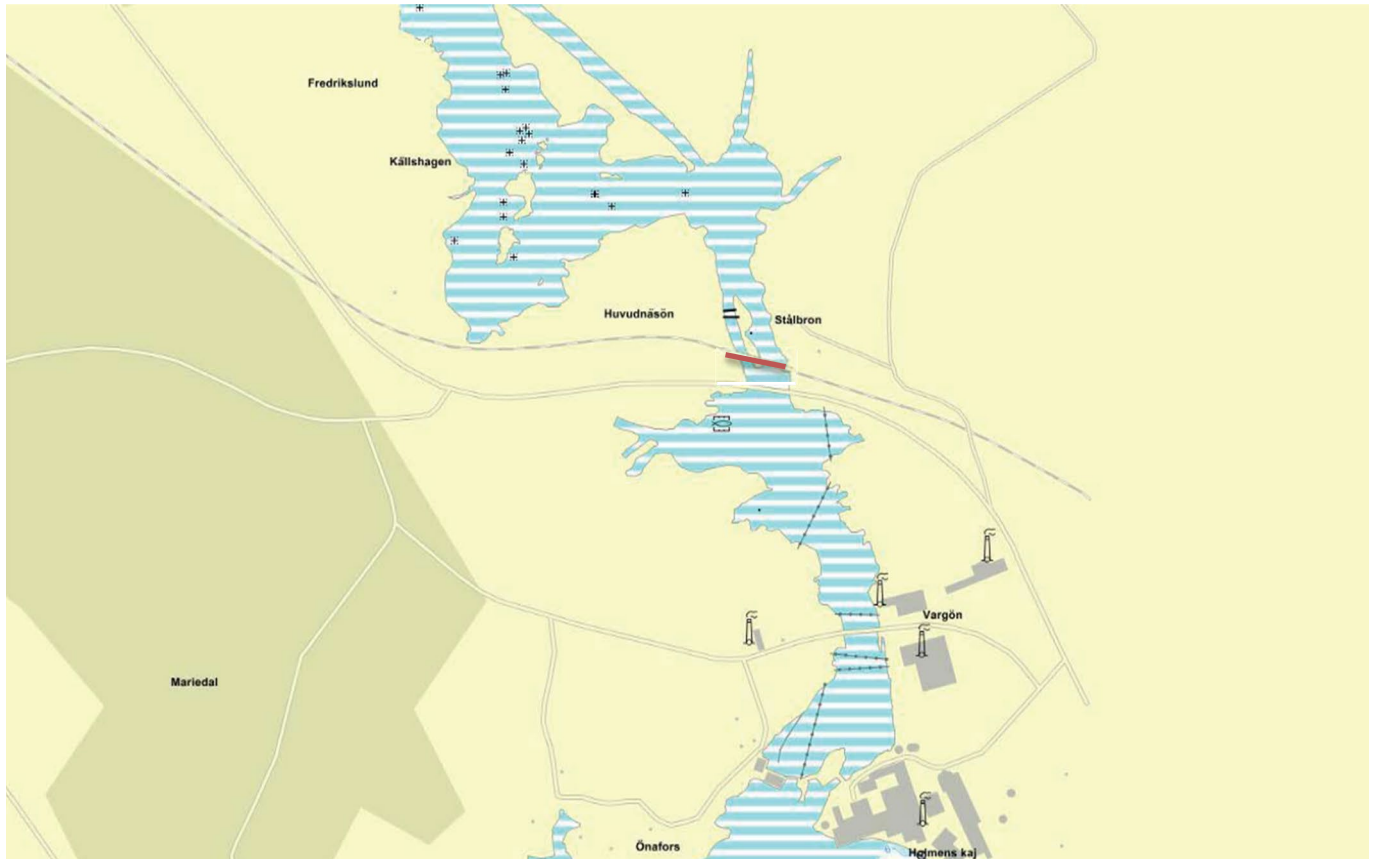 Fredrikslund
Källshagen
Huvudnäsön
Stålbron
Vargön
Mariedal
Önafors
Holmens kaj